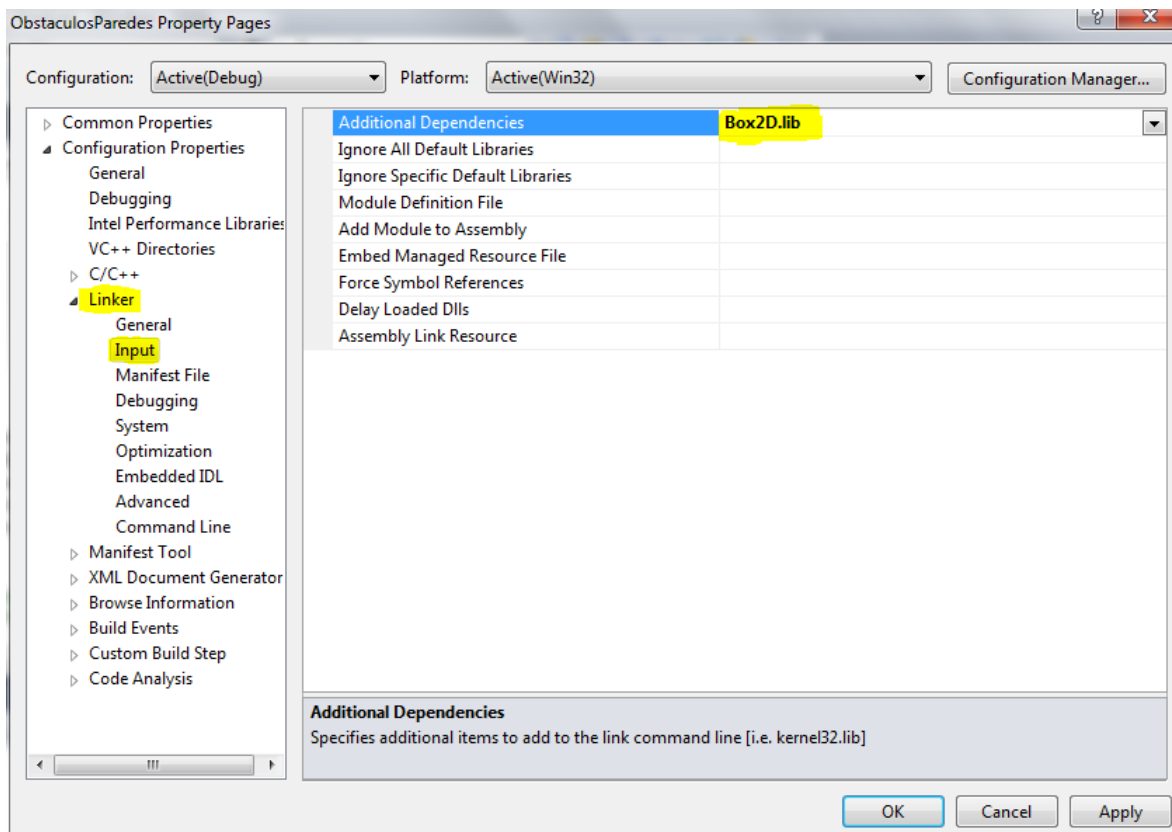 ObstaculosParedes Property Pages
Configuration: Active(Debug) Platform: Active(Win32) Configuration Manager...
Common Properties
Configuration Properties
General
Debugging
Intel Performance Libraries
VC++ Directories
C/C++
Linker
General
Input
Manifest File
Debugging
System
Optimization
Embedded IDL
Advanced
Command Line
Manifest Tool
XML Document Generator
Browse Information
Build Events
Custom Build Step
Code Analysis
Additional Dependencies Box2D.lib
Ignore All Default Libraries
Ignore Specific Default Libraries
Module Definition File
Add Module to Assembly
Embed Managed Resource File
Force Symbol References
Delay Loaded Dlls
Assembly Link Resource
Additional Dependencies
Specifies additional items to add to the link command line [i.e. kernel32.lib]
OK Cancel Apply